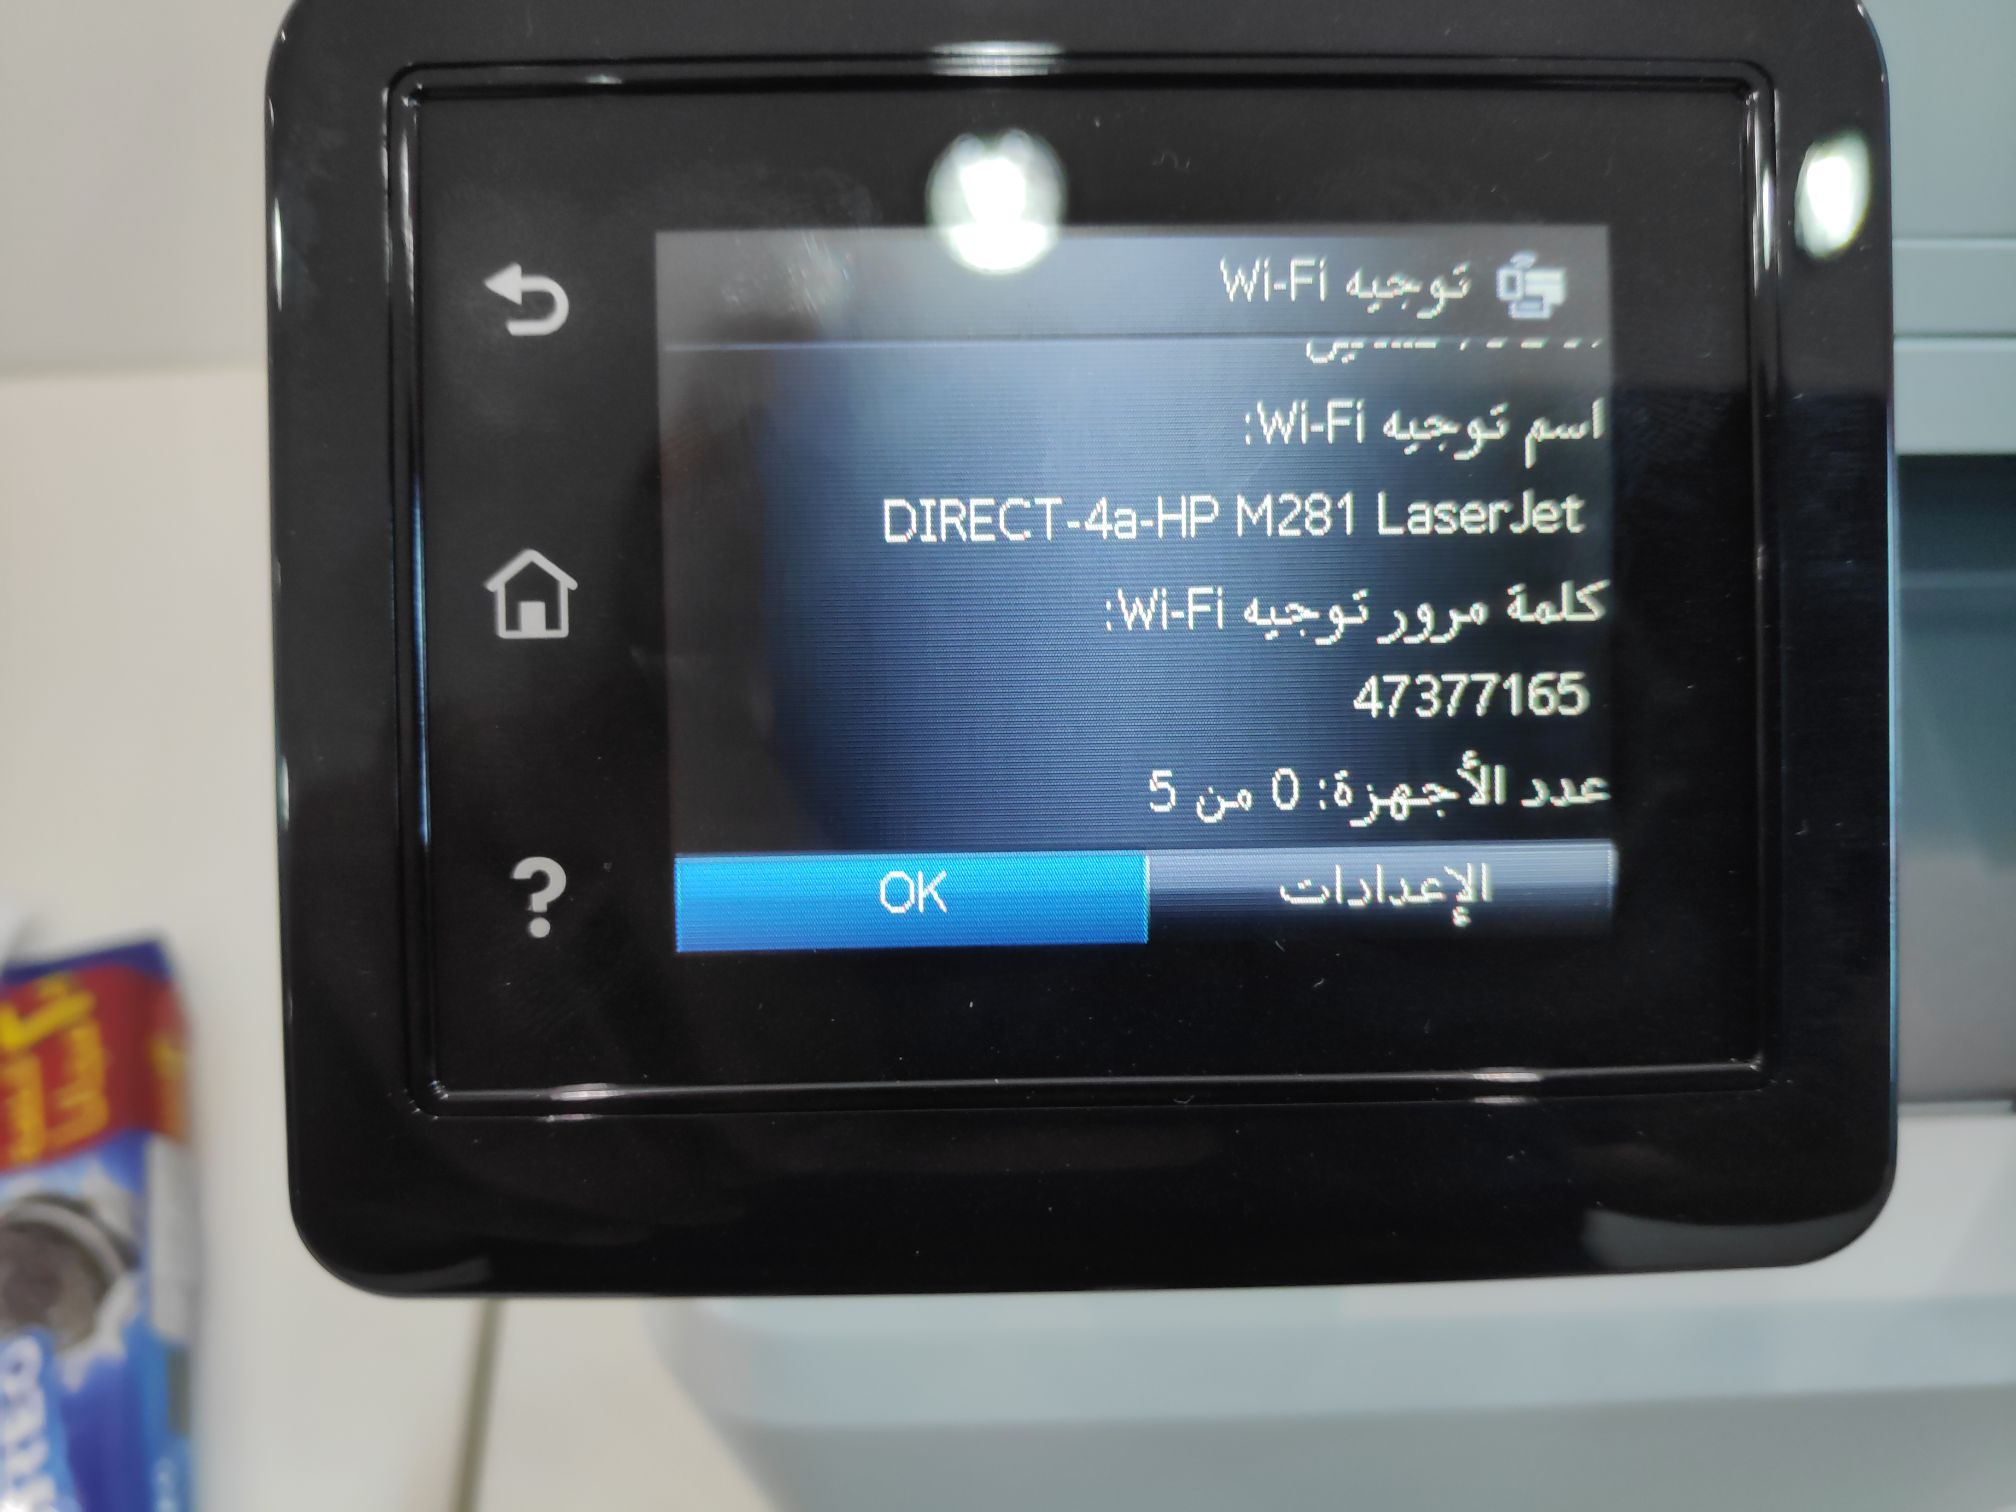 توجيه Wi-Fi
اسم توجيه Wi-Fi:
DIRECT-4a-HP M281 LaserJet
كلمة مرور توجيه Wi-Fi:
47377165
عدد الأجهزة: 0 من 5
الإعدادات
OK
?